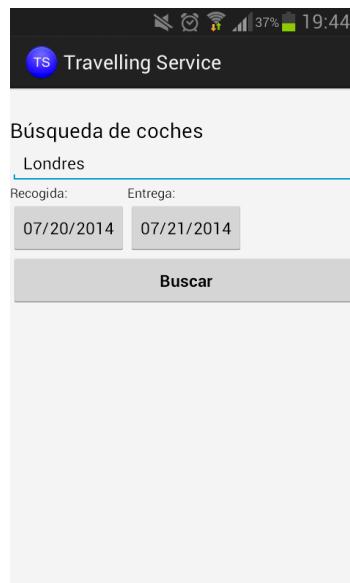 37% 19:44
TS Travelling Service
Búsqueda de coches
Londres
Recogida: Entrega:
07/20/2014 07/21/2014
Buscar